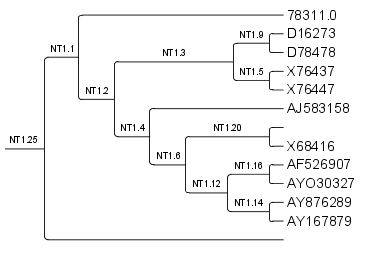 78311.0
NT1.9
D16273
NT1.1
NT1.3
D78478
NT1.5
X76437
NT1.2
X76447
AJ583158
NT1.4
NT1.20
NT1.25
X68416
NT1.6
NT1.16
AF526907
NT1.12
AYO30327
NT1.14
AY876289
AY167879